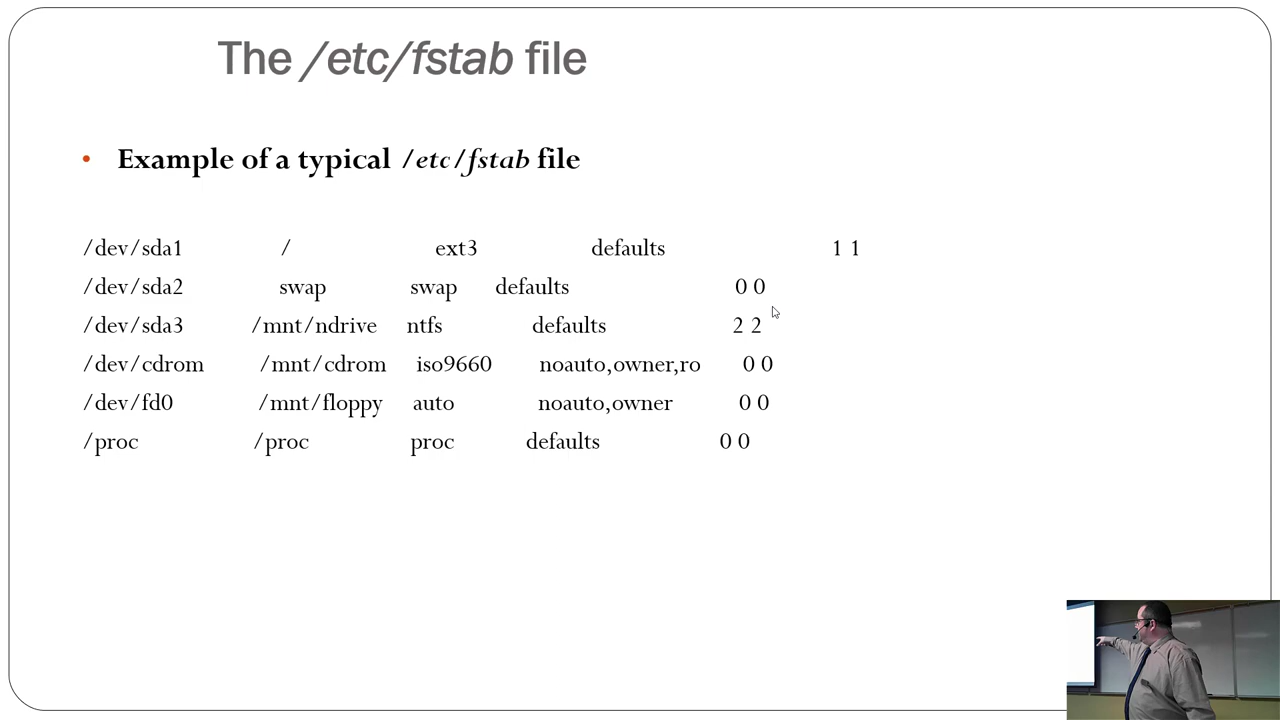 The /etc/fstab file
• Example of a typical /etc/fstab file
/dev/sda1 / ext3 defaults 1 1
/dev/sda2 swap swap defaults 0 0
/dev/sda3 /mnt/ndrive ntfs defaults 2 2
/dev/cdrom /mnt/cdrom iso9660 noauto,owner,ro 0 0
/dev/fd0 /mnt/floppy auto noauto,owner 0 0
/proc /proc proc defaults 0 0